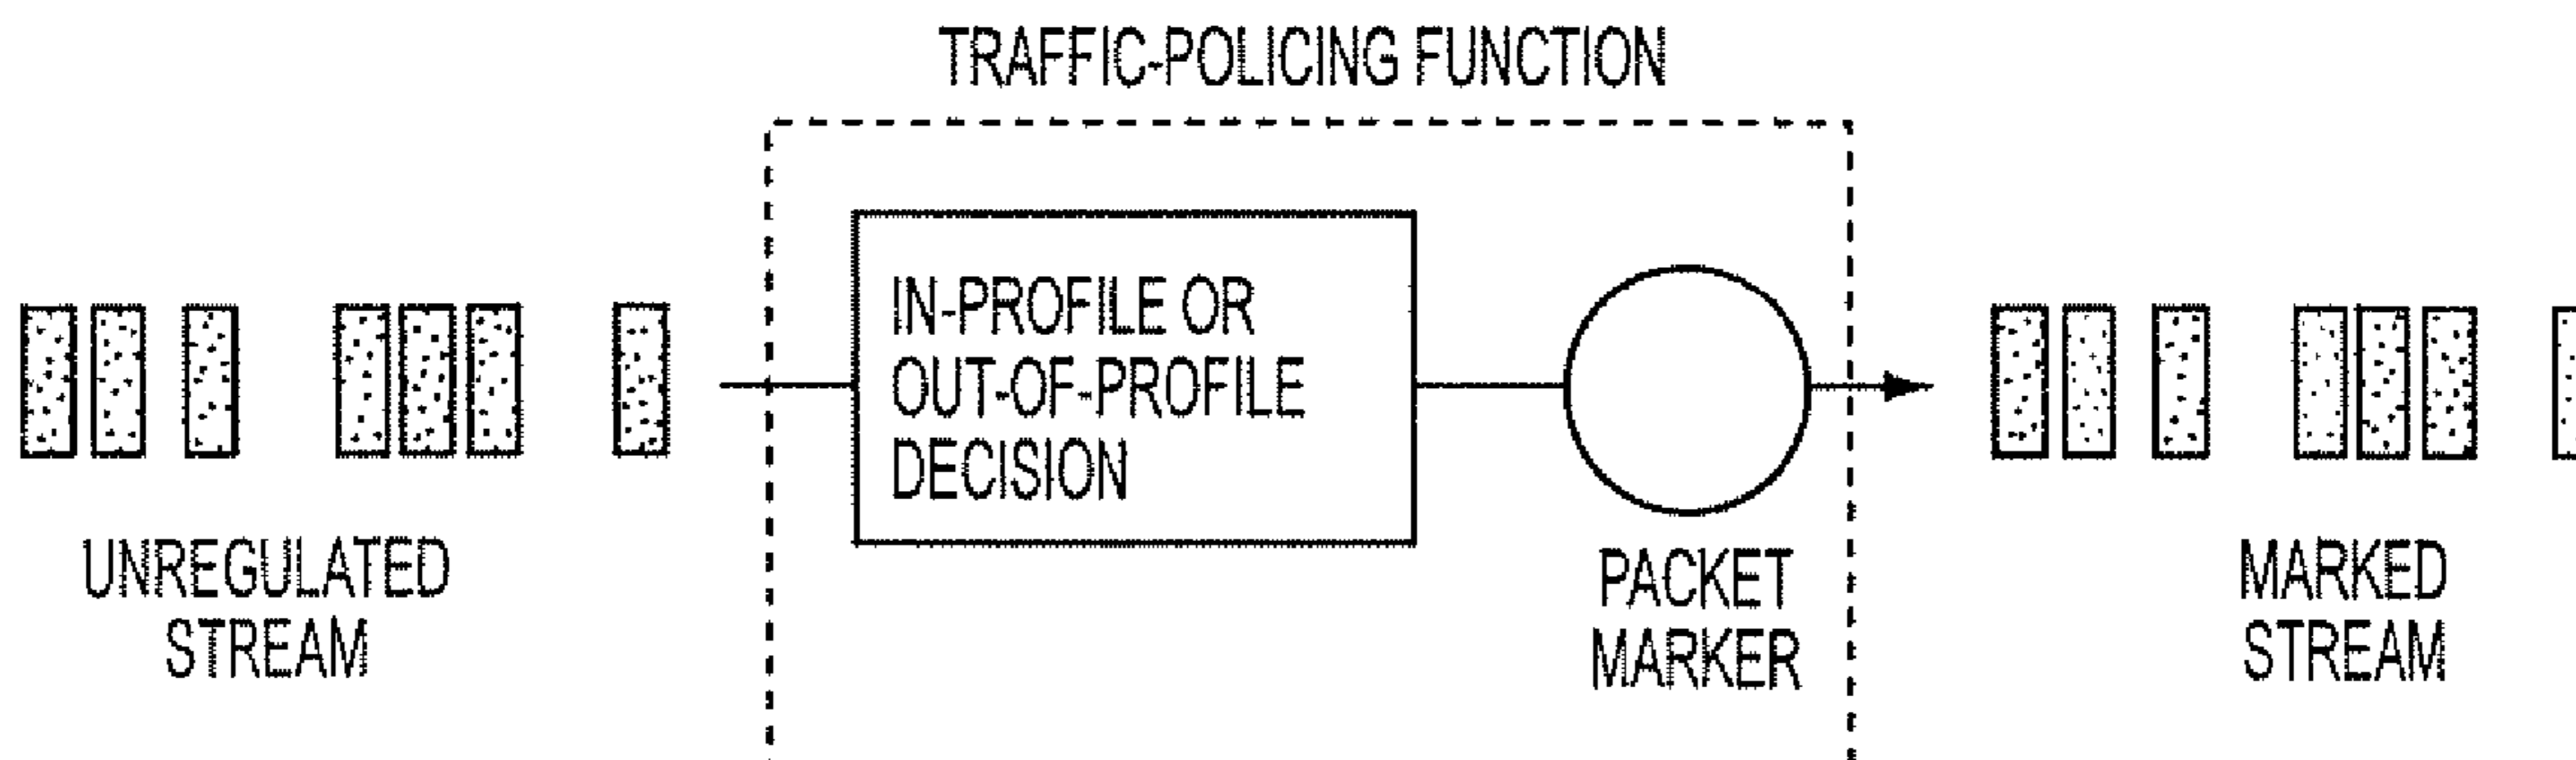 TRAFFIC-POLICING FUNCTION
IN-PROFILE OR
OUT-OF-PROFILE
DECISION
UNREGULATED
STREAM
PACKET
MARKER
MARKED
STREAM